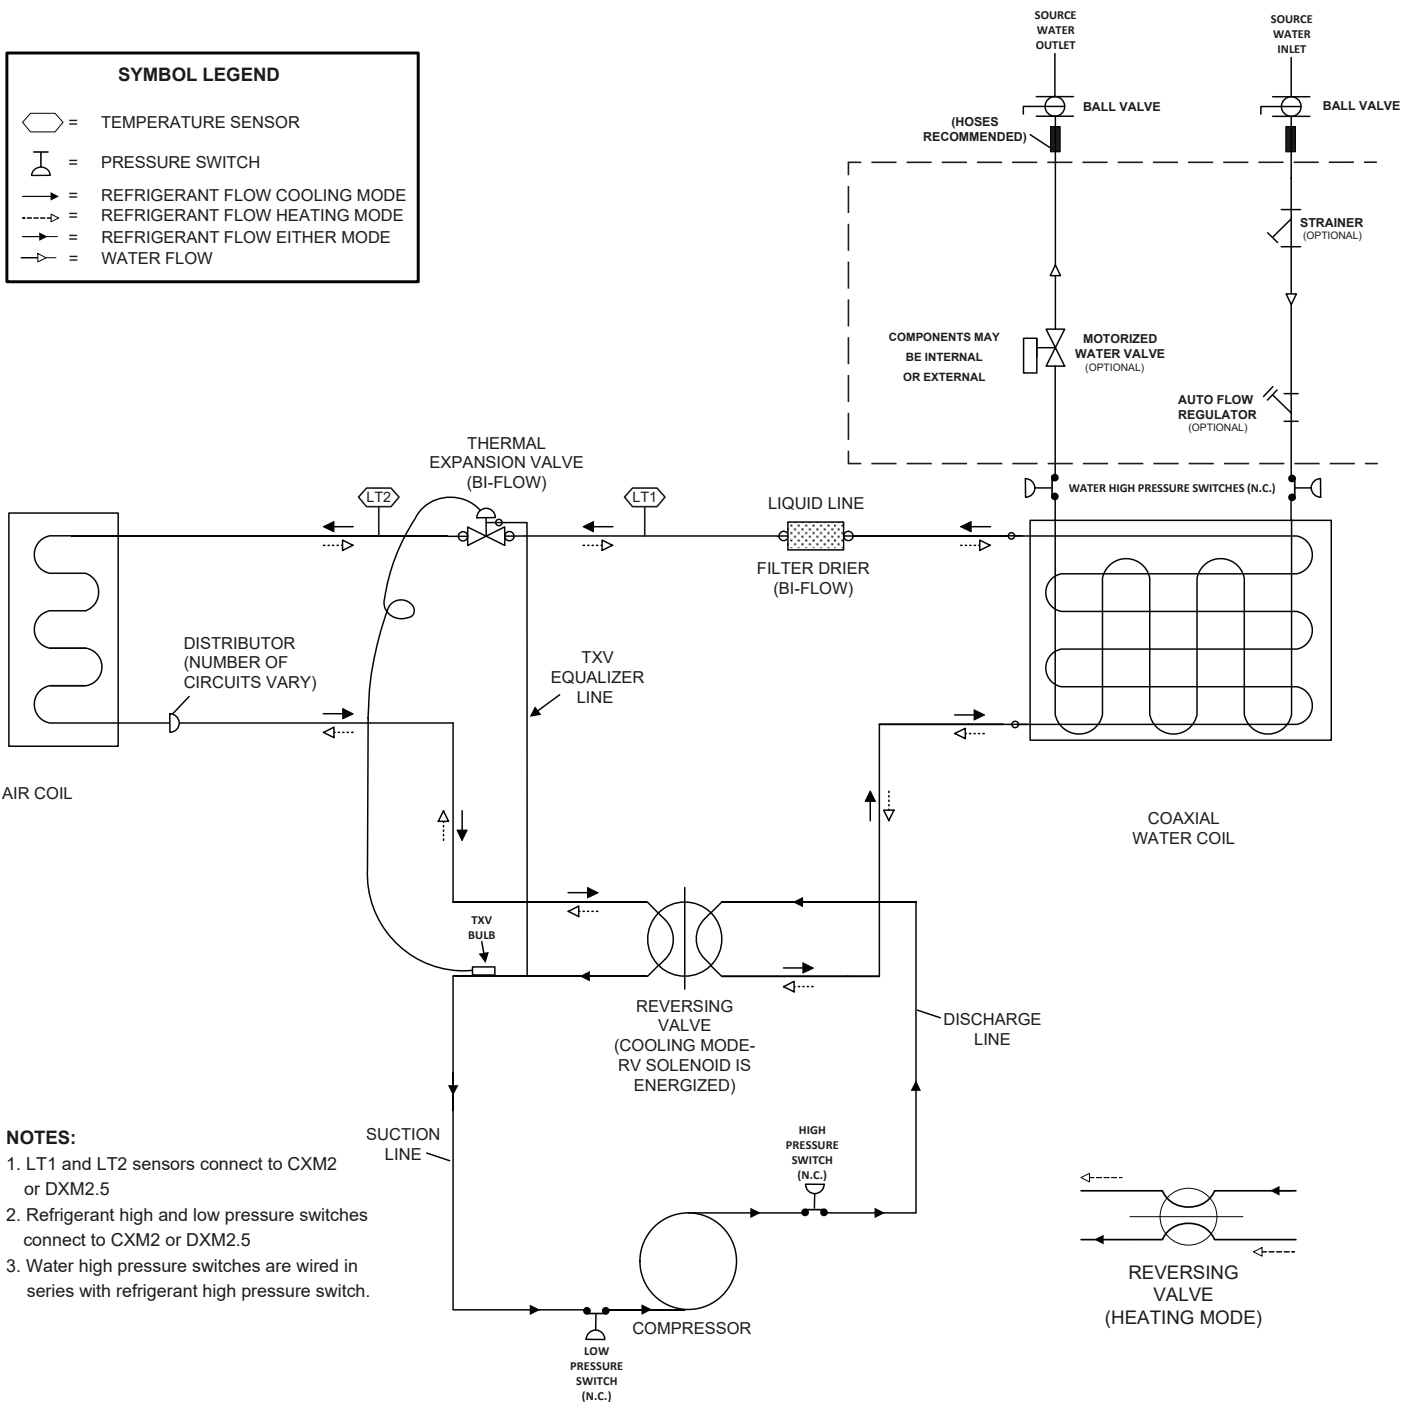 SOURCE
WATER
OUTLET
SOURCE
WATER
INLET
SYMBOL LEGEND
= TEMPERATURE SENSOR
= PRESSURE SWITCH
= REFRIGERANT FLOW COOLING MODE
= REFRIGERANT FLOW HEATING MODE
= REFRIGERANT FLOW EITHER MODE
= WATER FLOW
BALL VALVE
BALL VALVE
(HOSES
RECOMMENDED)
STRAINER
(OPTIONAL)
COMPONENTS MAY
BE INTERNAL
OR EXTERNAL
MOTORIZED
WATER VALVE
(OPTIONAL)
AUTO FLOW
REGULATOR
(OPTIONAL)
THERMAL
EXPANSION VALVE
(BI-FLOW)
LT2
LT1
LIQUID LINE
WATER HIGH PRESSURE SWITCHES (N.C.)
FILTER DRIER
(BI-FLOW)
DISTRIBUTOR
(NUMBER OF
CIRCUITS VARY)
TXV
EQUALIZER
LINE
AIR COIL
COAXIAL
WATER COIL
TXV
BULB
REVERSING
VALVE
(COOLING MODE-
RV SOLENOID IS
ENERGIZED)
DISCHARGE
LINE
NOTES:
1. LT1 and LT2 sensors connect to CXM2
or DXM2.5
2. Refrigerant high and low pressure switches
connect to CXM2 or DXM2.5
3. Water high pressure switches are wired in
series with refrigerant high pressure switch.
SUCTION
LINE
HIGH
PRESSURE
SWITCH
(N.C.)
COMPRESSOR
LOW
PRESSURE
SWITCH
(N.C.)
REVERSING
VALVE
(HEATING MODE)